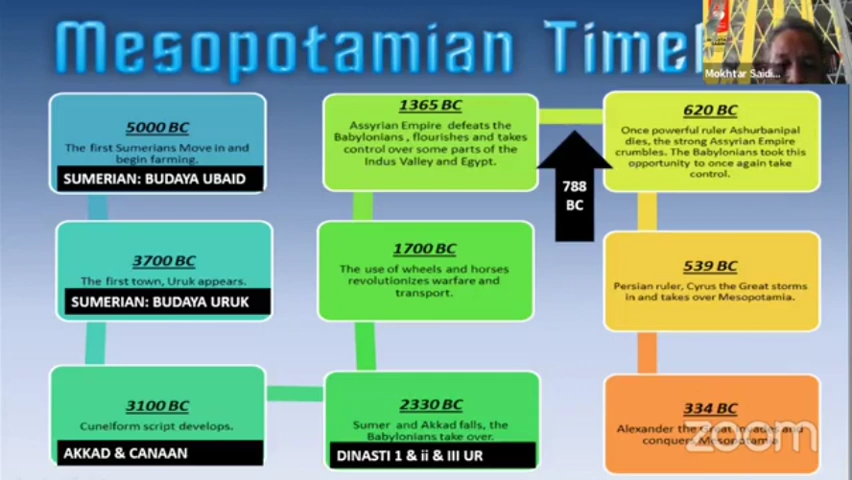 Mesopotamian Timel
Mokhtar Saidi...
5000 BC
The first Sumerians Move in and
begin farming.
SUMERIAN: BUDAYA UBAID
3700 BC
The first town, Uruk appears.
SUMERIAN: BUDAYA URUK
3100 BC
Cuneiform script develops.
AKKAD & CANAAN
2330 BC
Sumer and Akkad falls, the
Babylonians take over.
DINASTI 1 & ii & III UR
1700 BC
The use of wheels and horses
revolutionizes warfare and
transport.
1365 BC
Assyrian Empire defeats the
Babylonians , flourishes and takes
control over some parts of the
Indus Valley and Egypt.
788
BC
620 BC
Once powerful ruler Ashurbanipal
dies, the strong Assyrian Empire
crumbles. The Babylonians took this
opportunity to once again take
control.
539 BC
Persian ruler, Cyrus the Great storms
in and takes over Mesopotamia.
334 BC
Alexander the Great invades and
conquers Mesopotamia
zoom